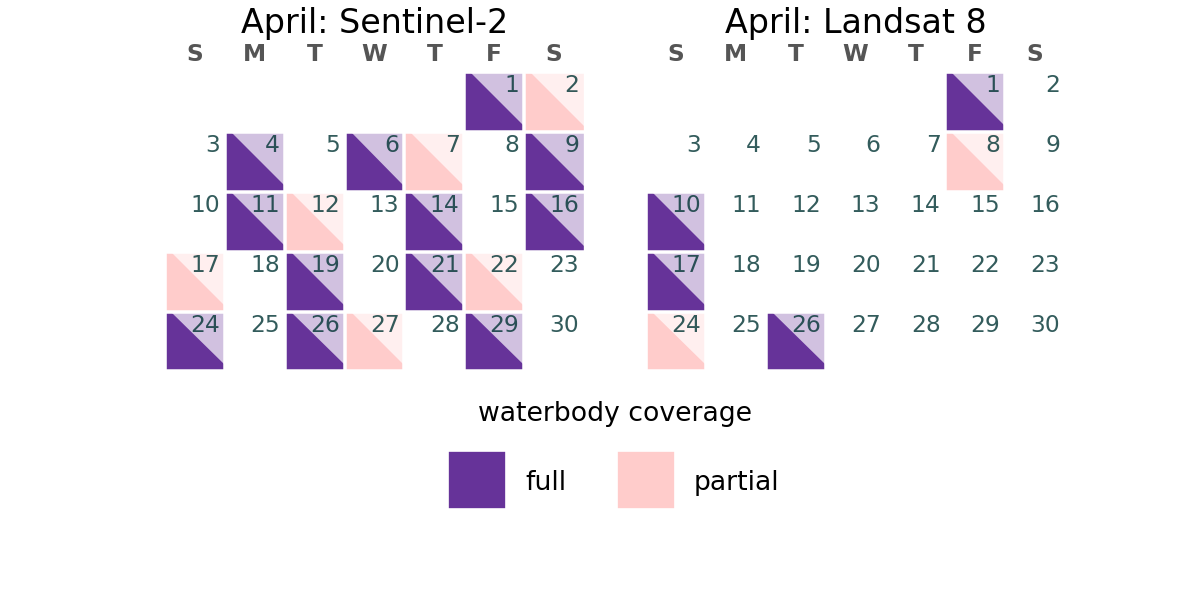 April: Sentinel-2
S M T W T F S
1 2
3 4 5 6 7 8 9
10 11 12 13 14 15 16
17 18 19 20 21 22 23
24 25 26 27 28 29 30
April: Landsat 8
S M T W T F S
1 2
3 4 5 6 7 8 9
10 11 12 13 14 15 16
17 18 19 20 21 22 23
24 25 26 27 28 29 30
waterbody coverage
full
partial